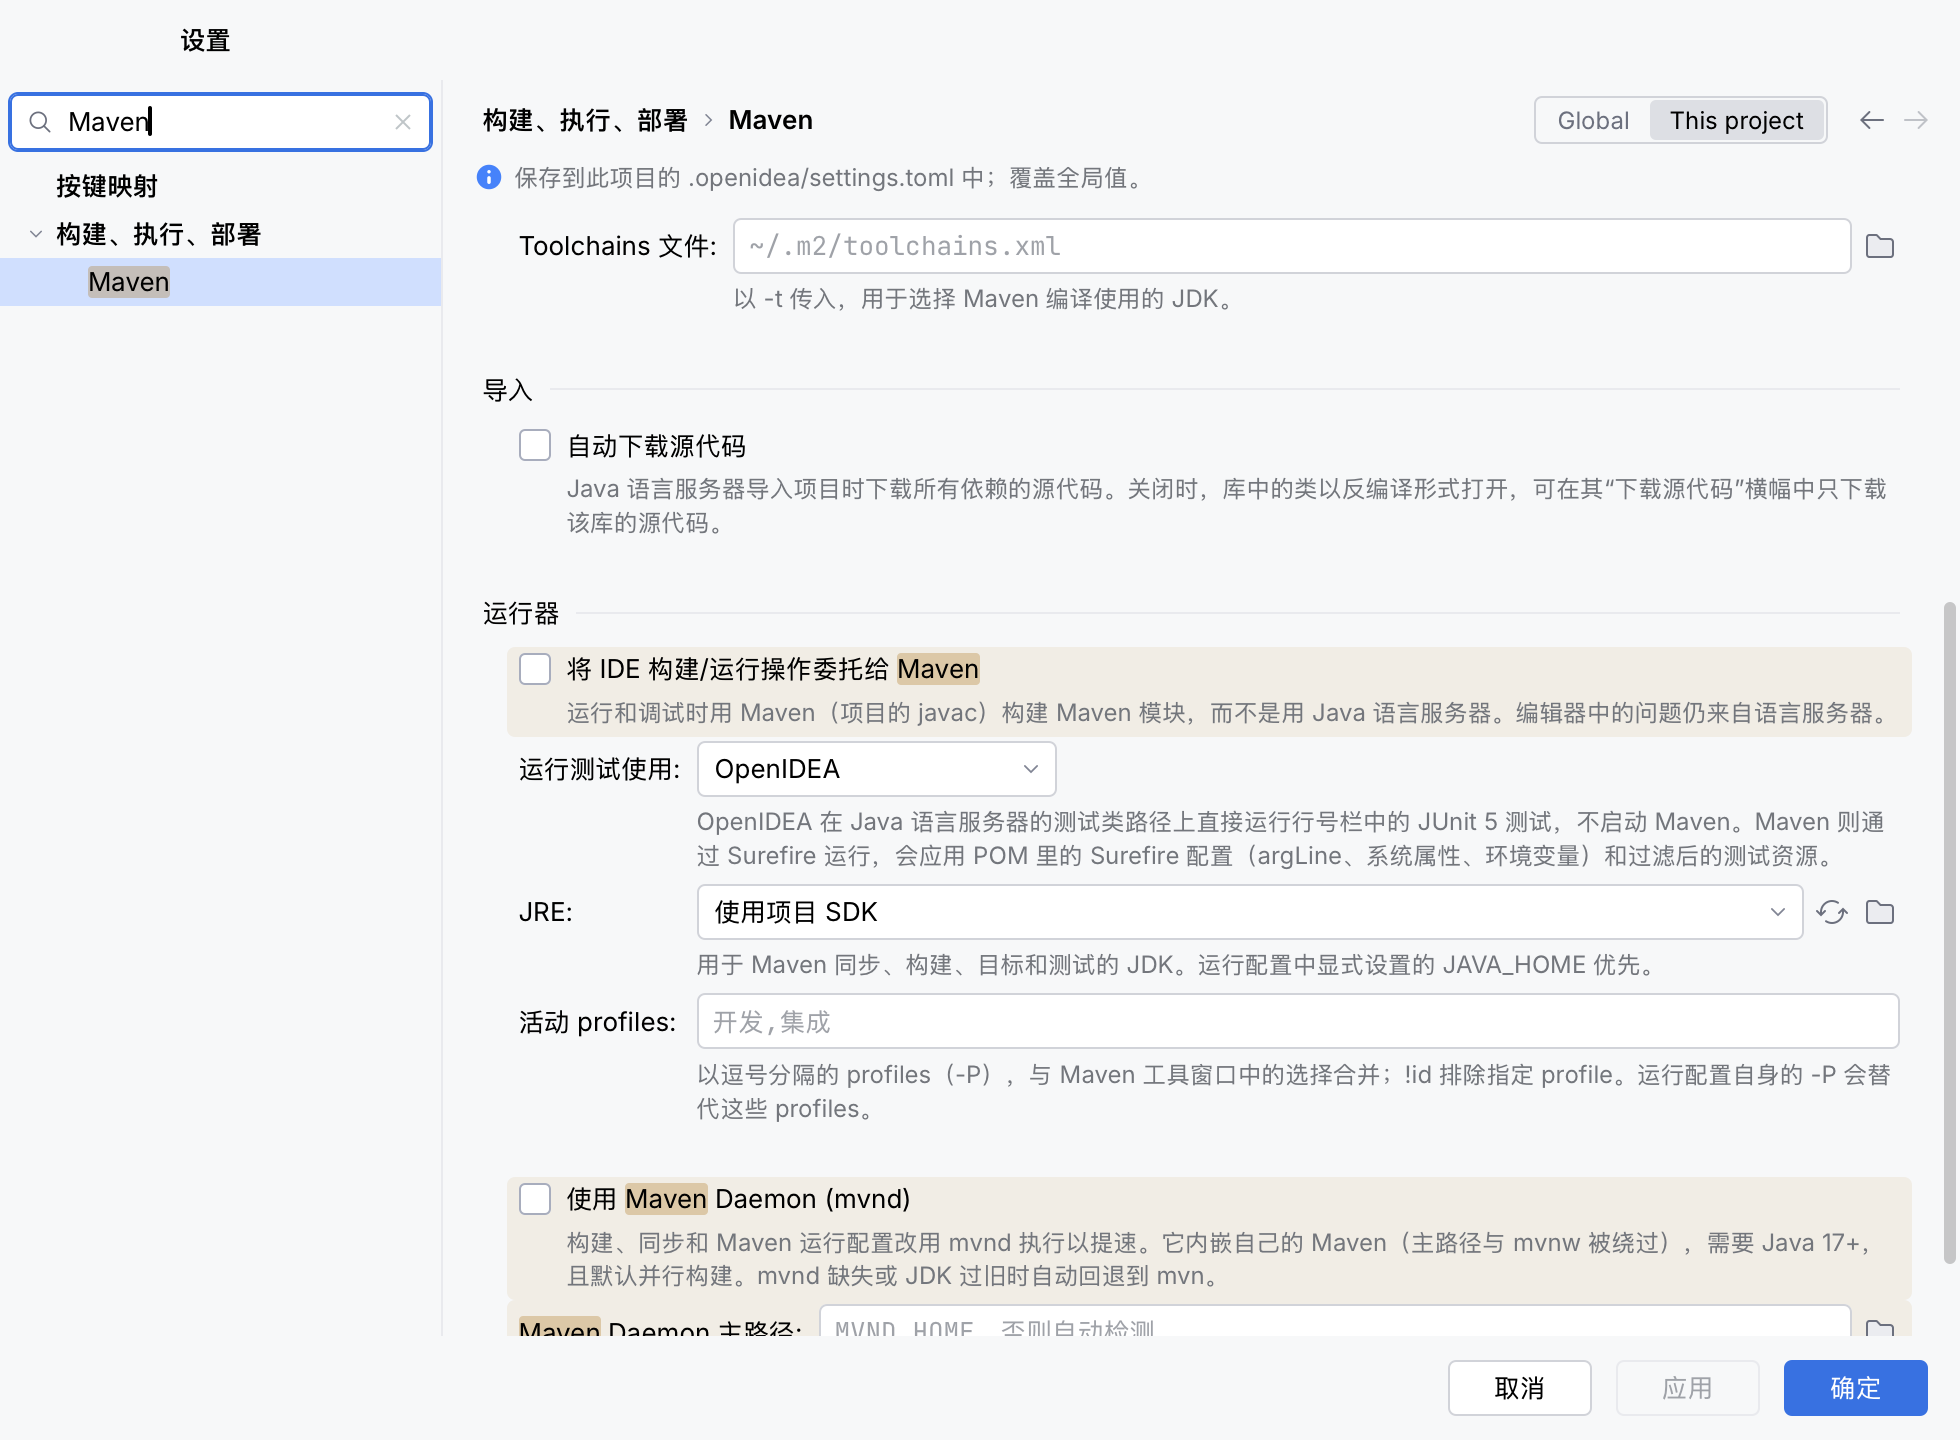 设置
Maven
按键映射
构建、执行、部署
Maven
构建、执行、部署 › Maven
Global
This project
保存到此项目的 .openidea/settings.toml 中；覆盖全局值。
Toolchains 文件:
~/.m2/toolchains.xml
以 -t 传入，用于选择 Maven 编译使用的 JDK。
导入
自动下载源代码
Java 语言服务器导入项目时下载所有依赖的源代码。关闭时，库中的类以反编译形式打开，可在其“下载源代码”横幅中只下载
该库的源代码。
运行器
将 IDE 构建/运行操作委托给 Maven
运行和调试时用 Maven（项目的 javac）构建 Maven 模块，而不是用 Java 语言服务器。编辑器中的问题仍来自语言服务器。
运行测试使用:
OpenIDEA
OpenIDEA 在 Java 语言服务器的测试类路径上直接运行行号栏中的 JUnit 5 测试，不启动 Maven。Maven 则通
过 Surefire 运行，会应用 POM 里的 Surefire 配置（argLine、系统属性、环境变量）和过滤后的测试资源。
JRE:
使用项目 SDK
用于 Maven 同步、构建、目标和测试的 JDK。运行配置中显式设置的 JAVA_HOME 优先。
活动 profiles:
开发,集成
以逗号分隔的 profiles（-P），与 Maven 工具窗口中的选择合并；!id 排除指定 profile。运行配置自身的 -P 会替
代这些 profiles。
使用 Maven Daemon (mvnd)
构建、同步和 Maven 运行配置改用 mvnd 执行以提速。它内嵌自己的 Maven（主路径与 mvnw 被绕过），需要 Java 17+，
且默认并行构建。mvnd 缺失或 JDK 过旧时自动回退到 mvn。
Maven Daemon 主路径:
MVND_HOME，否则自动检测
取消
应用
确定